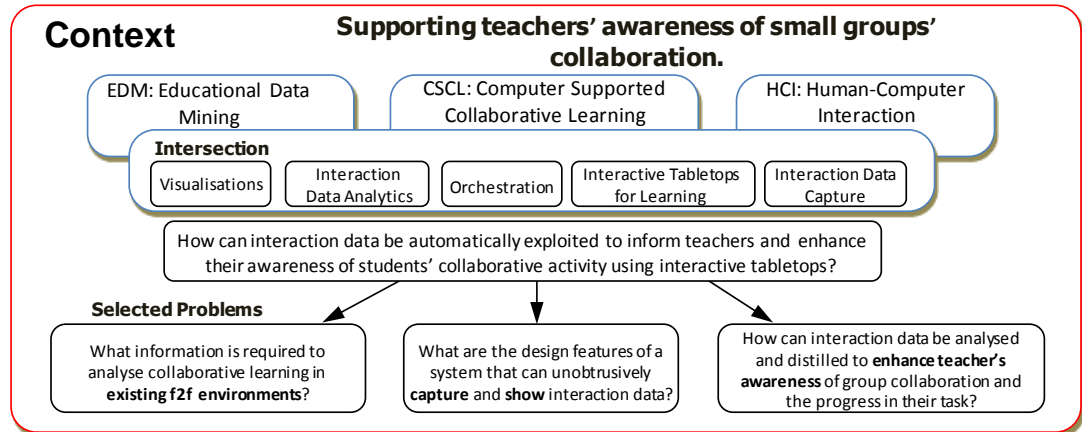 Context
Supporting teachers' awareness of small groups'
collaboration.
EDM: Educational Data
Mining
CSCL: Computer Supported
Collaborative Learning
HCI: Human-Computer
Interaction
Intersection
Visualisations
Interaction
Data Analytics
Orchestration
Interactive Tabletops
for Learning
Interaction Data
Capture
How can interaction data be automatically exploited to inform teachers and enhance
their awareness of students' collaborative activity using interactive tabletops?
Selected Problems
What information is required to
analyse collaborative learning in
existing f2f environments?
What are the design features of a
system that can unobtrusively
capture and show interaction data?
How can interaction data be analysed
and distilled to enhance teacher's
awareness of group collaboration and
the progress in their task?